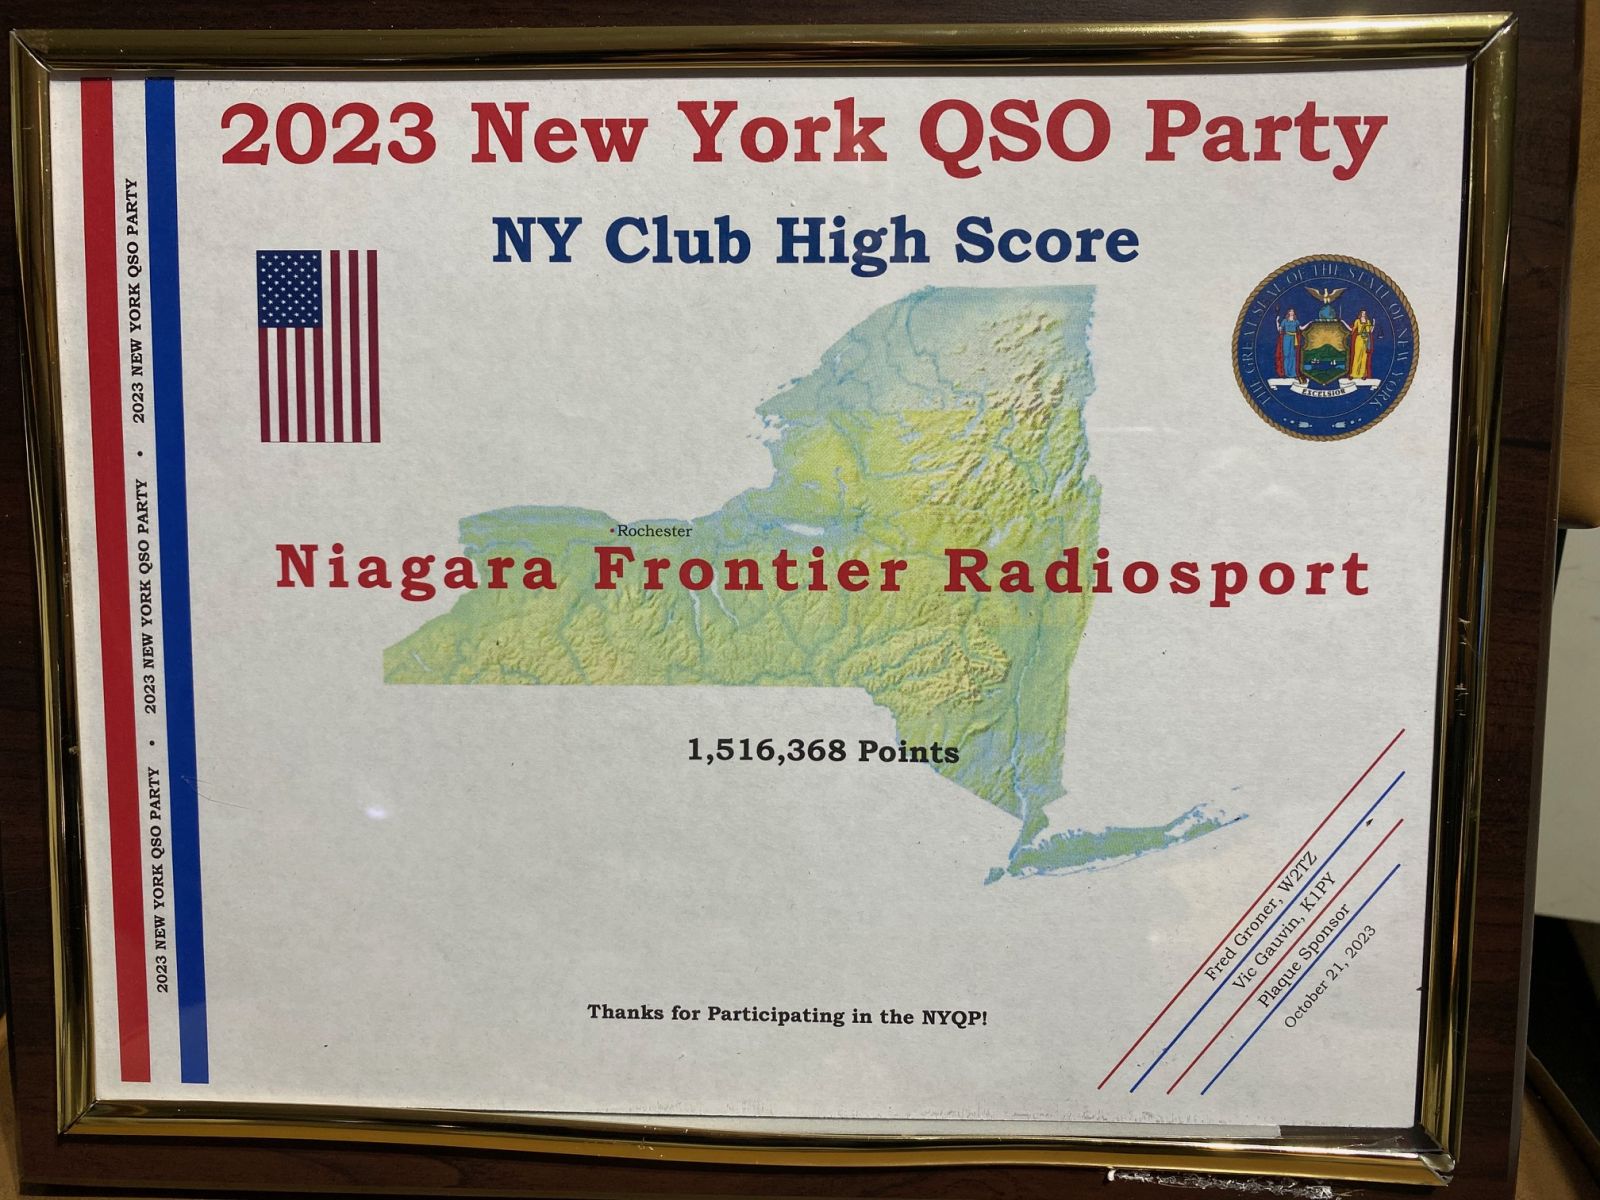 2023 New York QSO Party
NY Club High Score
THE GREAT SEAL OF THE STATE OF NEW YORK
EXCELSIOR
Rochester
Niagara Frontier Radiosport
1,516,368 Points
Thanks for Participating in the NYQP!
Fred Groner, W2TZ
Vic Gauvin, K1PY
Plaque Sponsor
October 21, 2023
2023 NEW YORK QSO PARTY • 2023 NEW YORK QSO PARTY • 2023 NEW YORK QSO PARTY